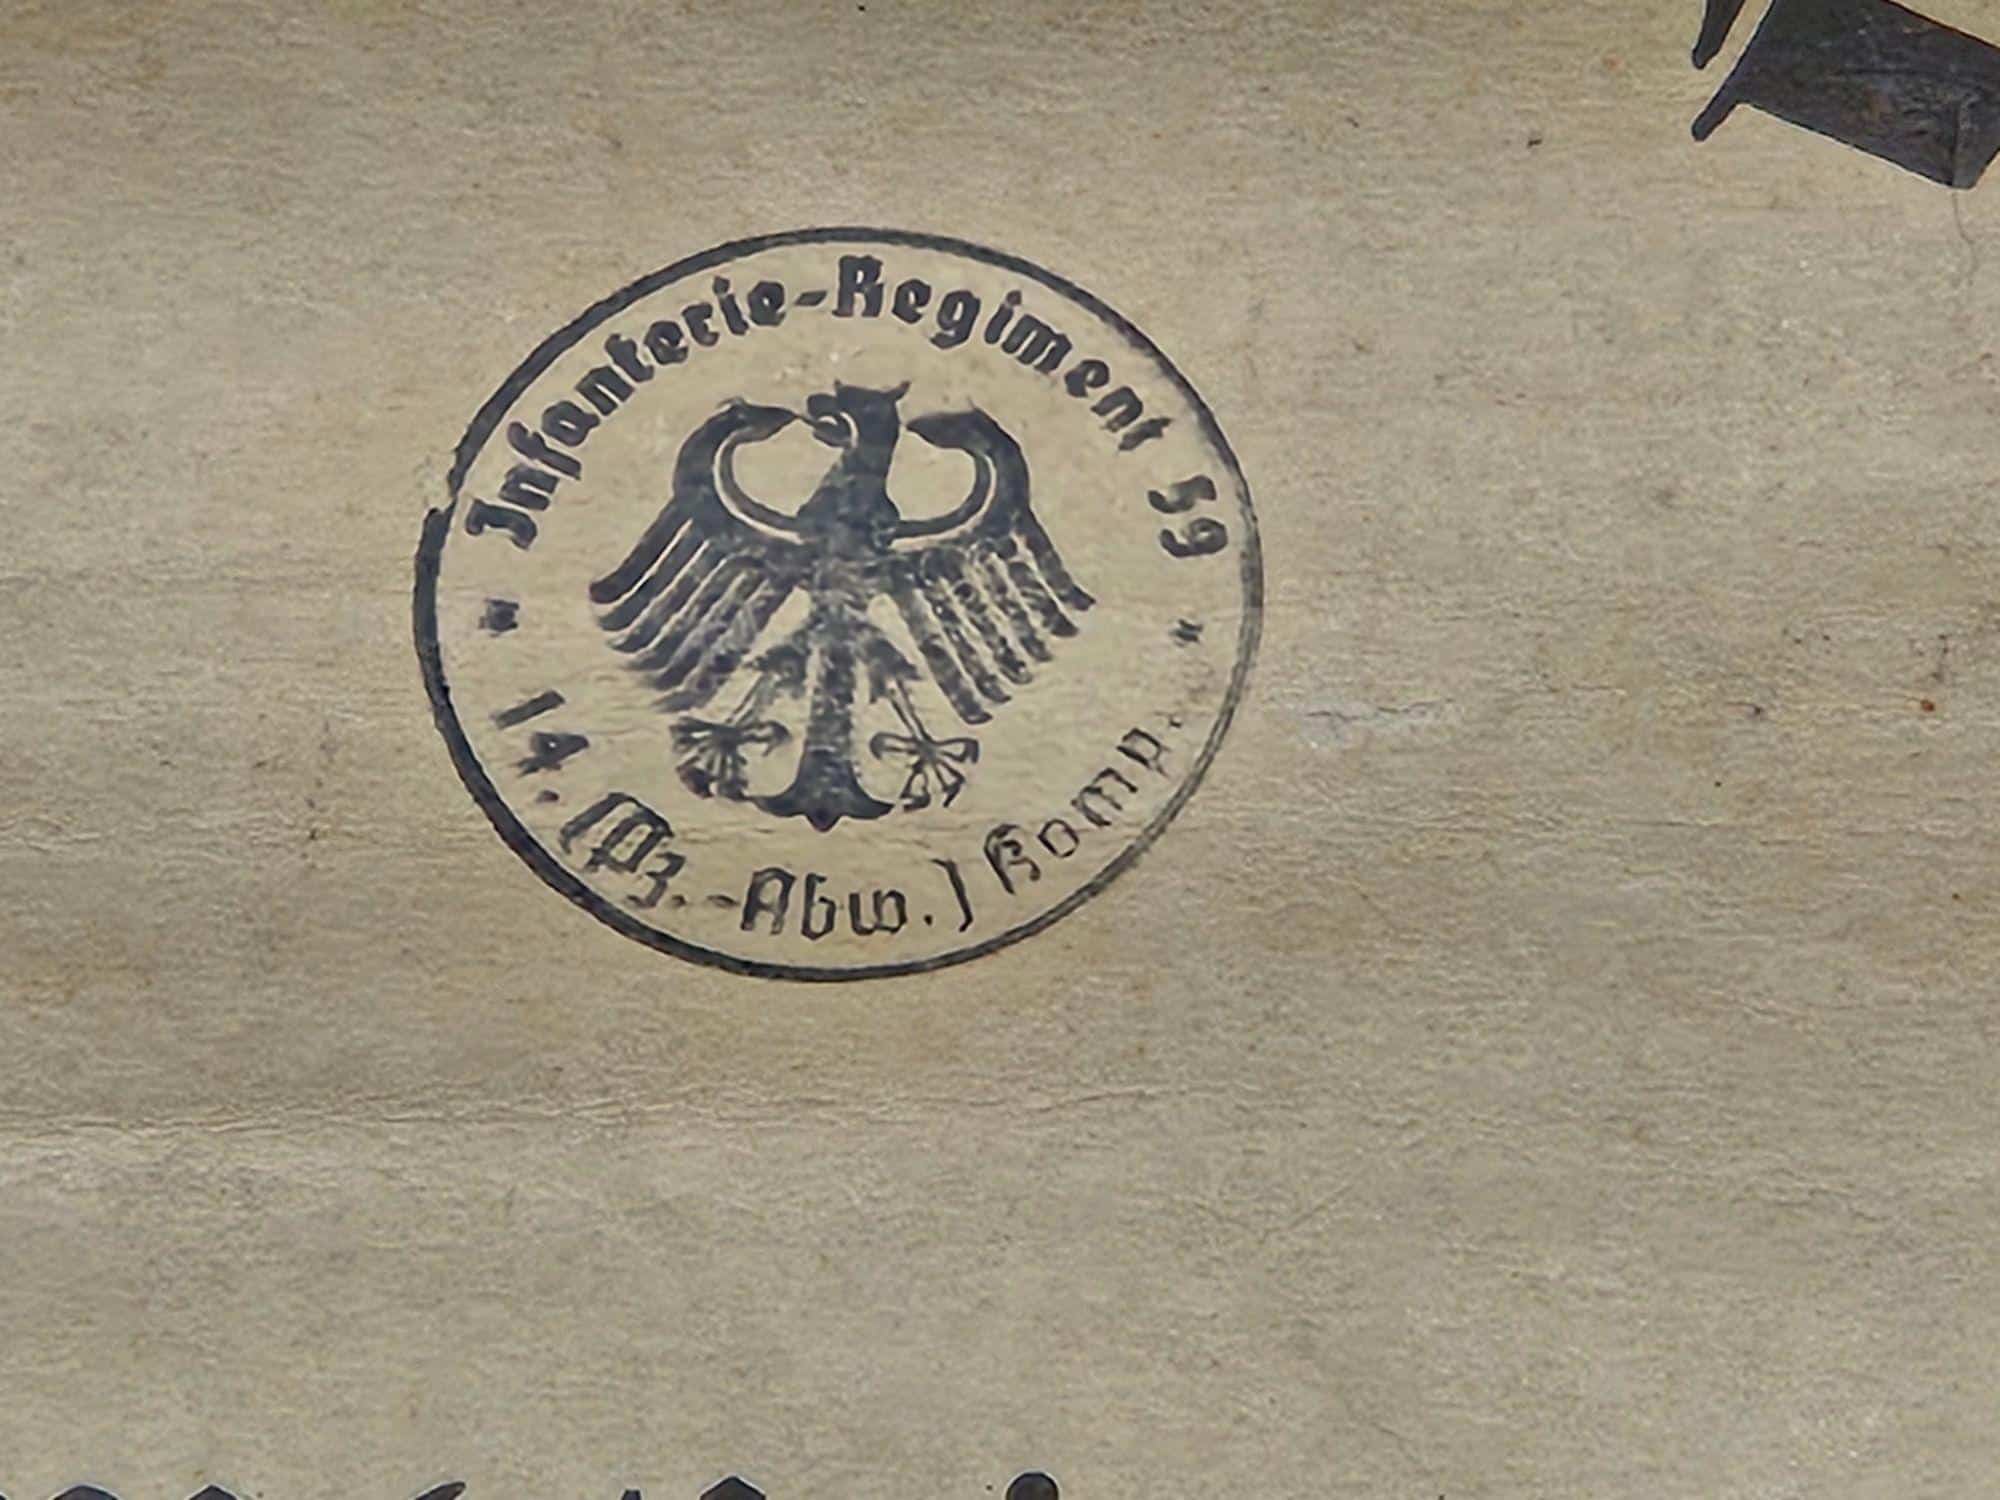 Infanterie-Regiment 59
14. (Pz.-Abw.) Komp.